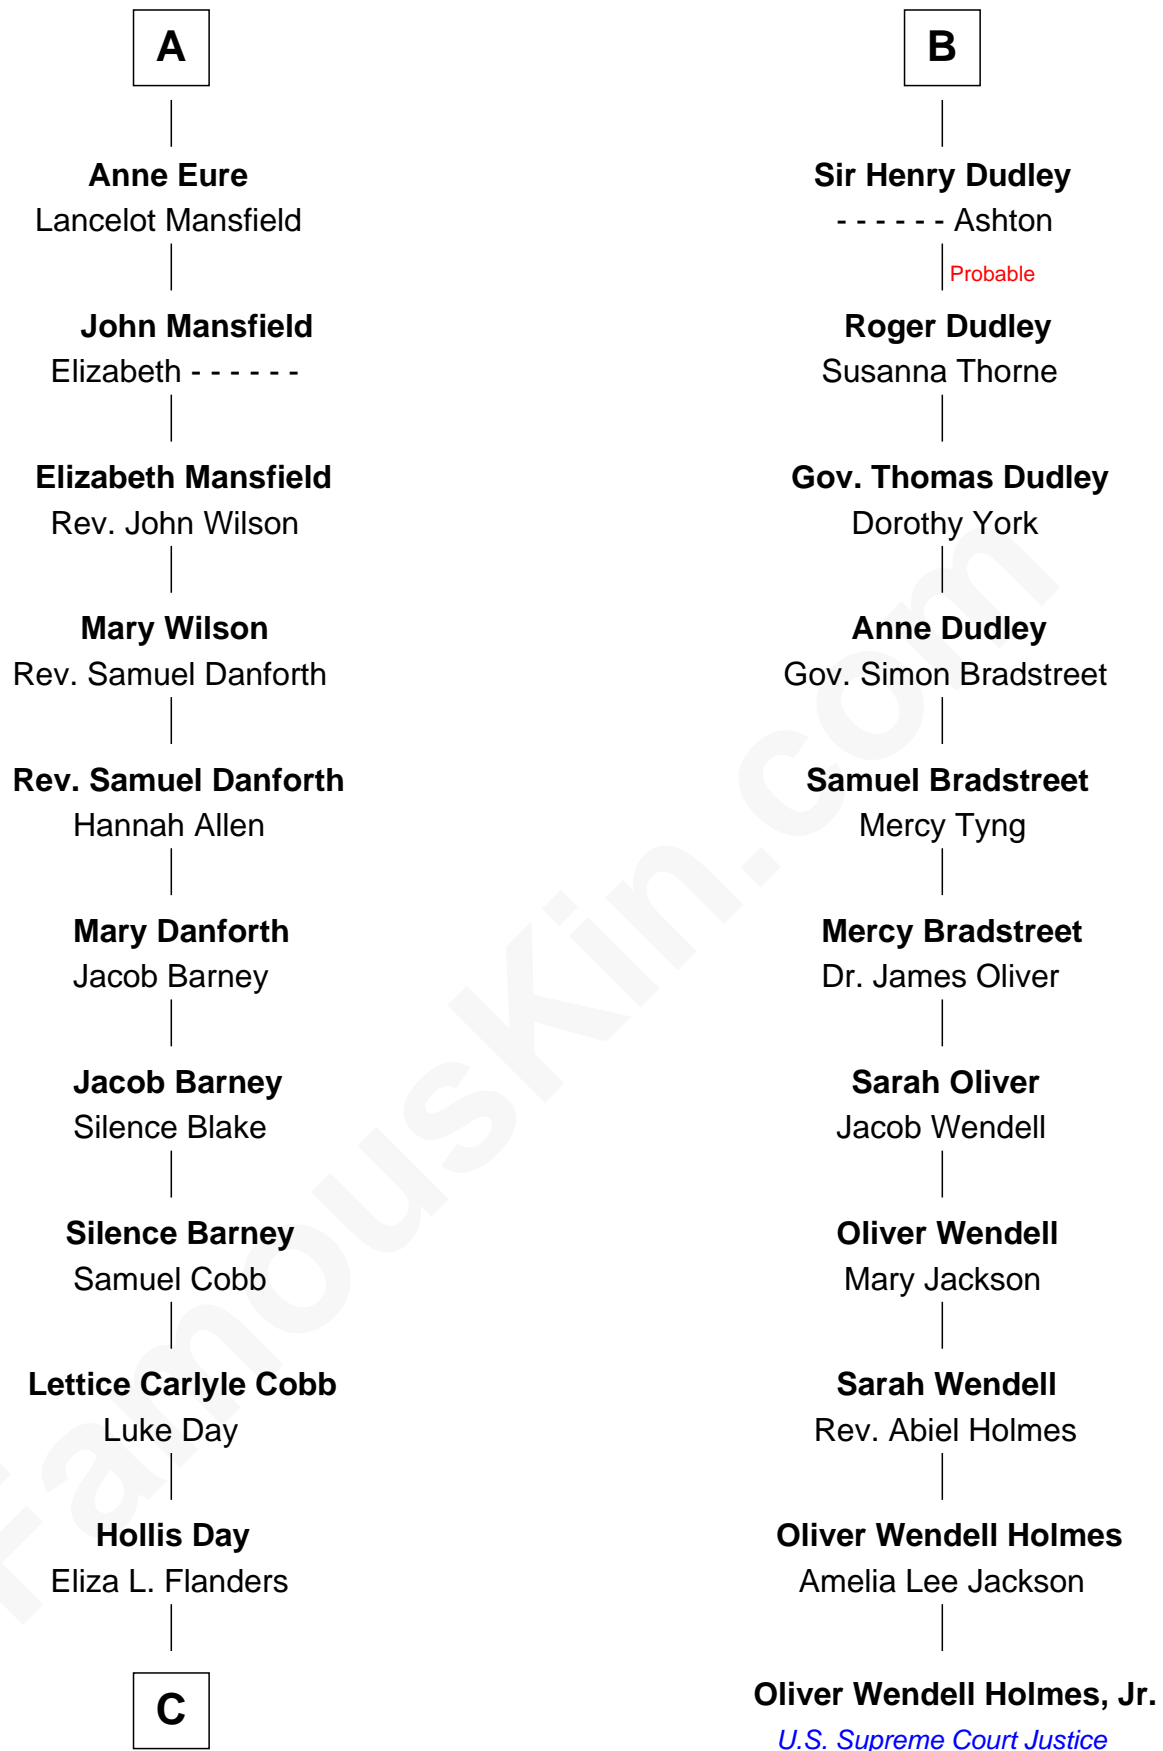 A
Anne Eure
Lancelot Mansfield
John Mansfield
Elizabeth - - - - - -
Elizabeth Mansfield
Rev. John Wilson
Mary Wilson
Rev. Samuel Danforth
Rev. Samuel Danforth
Hannah Allen
Mary Danforth
Jacob Barney
Jacob Barney
Silence Blake
Silence Barney
Samuel Cobb
Lettice Carlyle Cobb
Luke Day
Hollis Day
Eliza L. Flanders
C
B
Sir Henry Dudley
- - - - - - Ashton
Probable
Roger Dudley
Susanna Thorne
Gov. Thomas Dudley
Dorothy York
Anne Dudley
Gov. Simon Bradstreet
Samuel Bradstreet
Mercy Tyng
Mercy Bradstreet
Dr. James Oliver
Sarah Oliver
Jacob Wendell
Oliver Wendell
Mary Jackson
Sarah Wendell
Rev. Abiel Holmes
Oliver Wendell Holmes
Amelia Lee Jackson
Oliver Wendell Holmes, Jr.
U.S. Supreme Court Justice
FamousKin.com